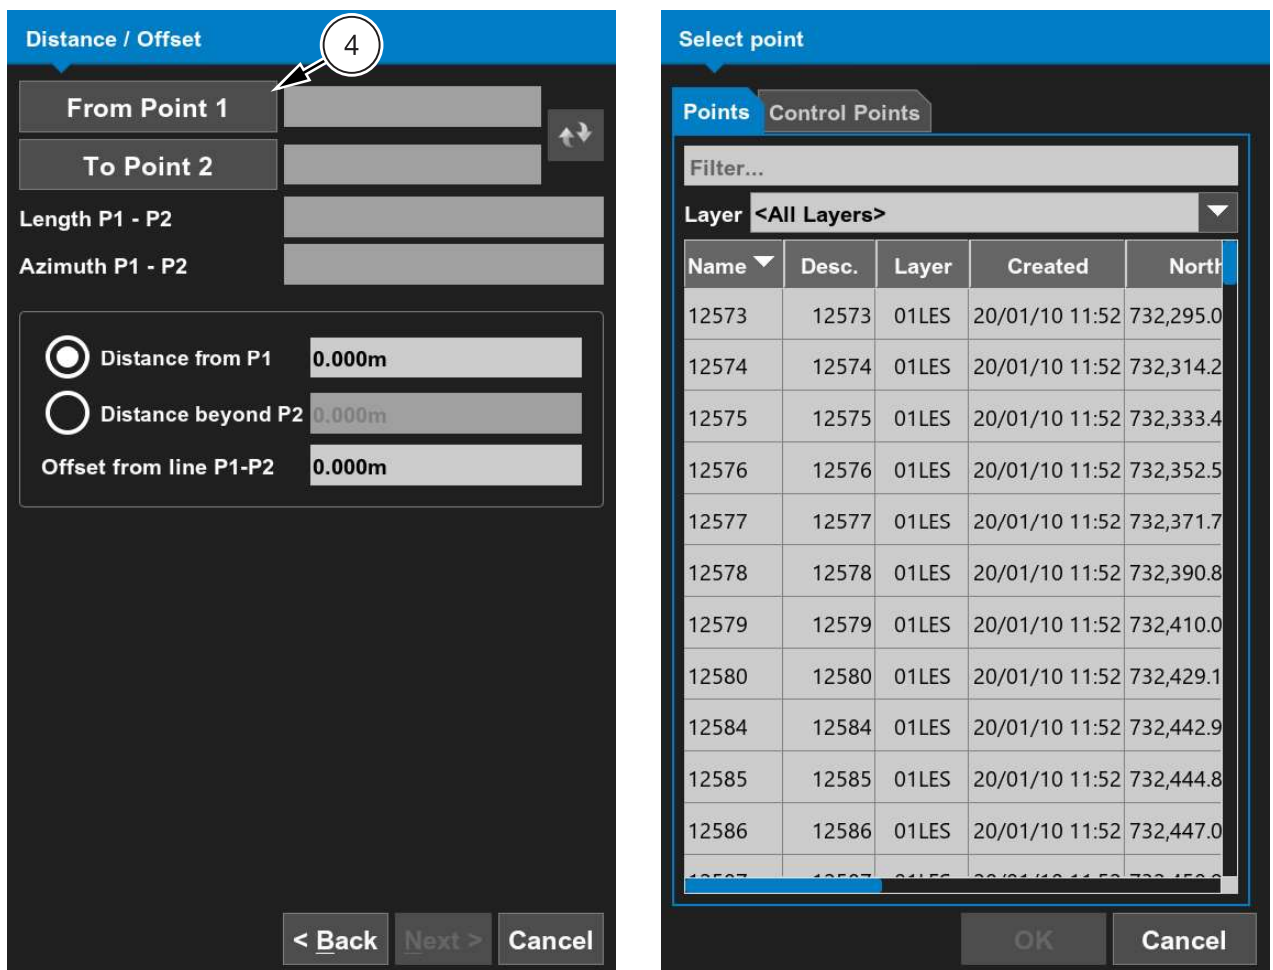 Distance / Offset
4
From Point 1
To Point 2
Length P1 - P2
Azimuth P1 - P2
Distance from P1 0.000m
Distance beyond P2 0.000m
Offset from line P1-P2 0.000m
< Back Next > Cancel
Select point
Points Control Points
Filter...
Layer <All Layers>
Name Desc. Layer Created North
12573 12573 01LES 20/01/10 11:52 732,295.0
12574 12574 01LES 20/01/10 11:52 732,314.2
12575 12575 01LES 20/01/10 11:52 732,333.4
12576 12576 01LES 20/01/10 11:52 732,352.5
12577 12577 01LES 20/01/10 11:52 732,371.7
12578 12578 01LES 20/01/10 11:52 732,390.8
12579 12579 01LES 20/01/10 11:52 732,410.0
12580 12580 01LES 20/01/10 11:52 732,429.1
12584 12584 01LES 20/01/10 11:52 732,442.9
12585 12585 01LES 20/01/10 11:52 732,444.8
12586 12586 01LES 20/01/10 11:52 732,447.0
OK Cancel